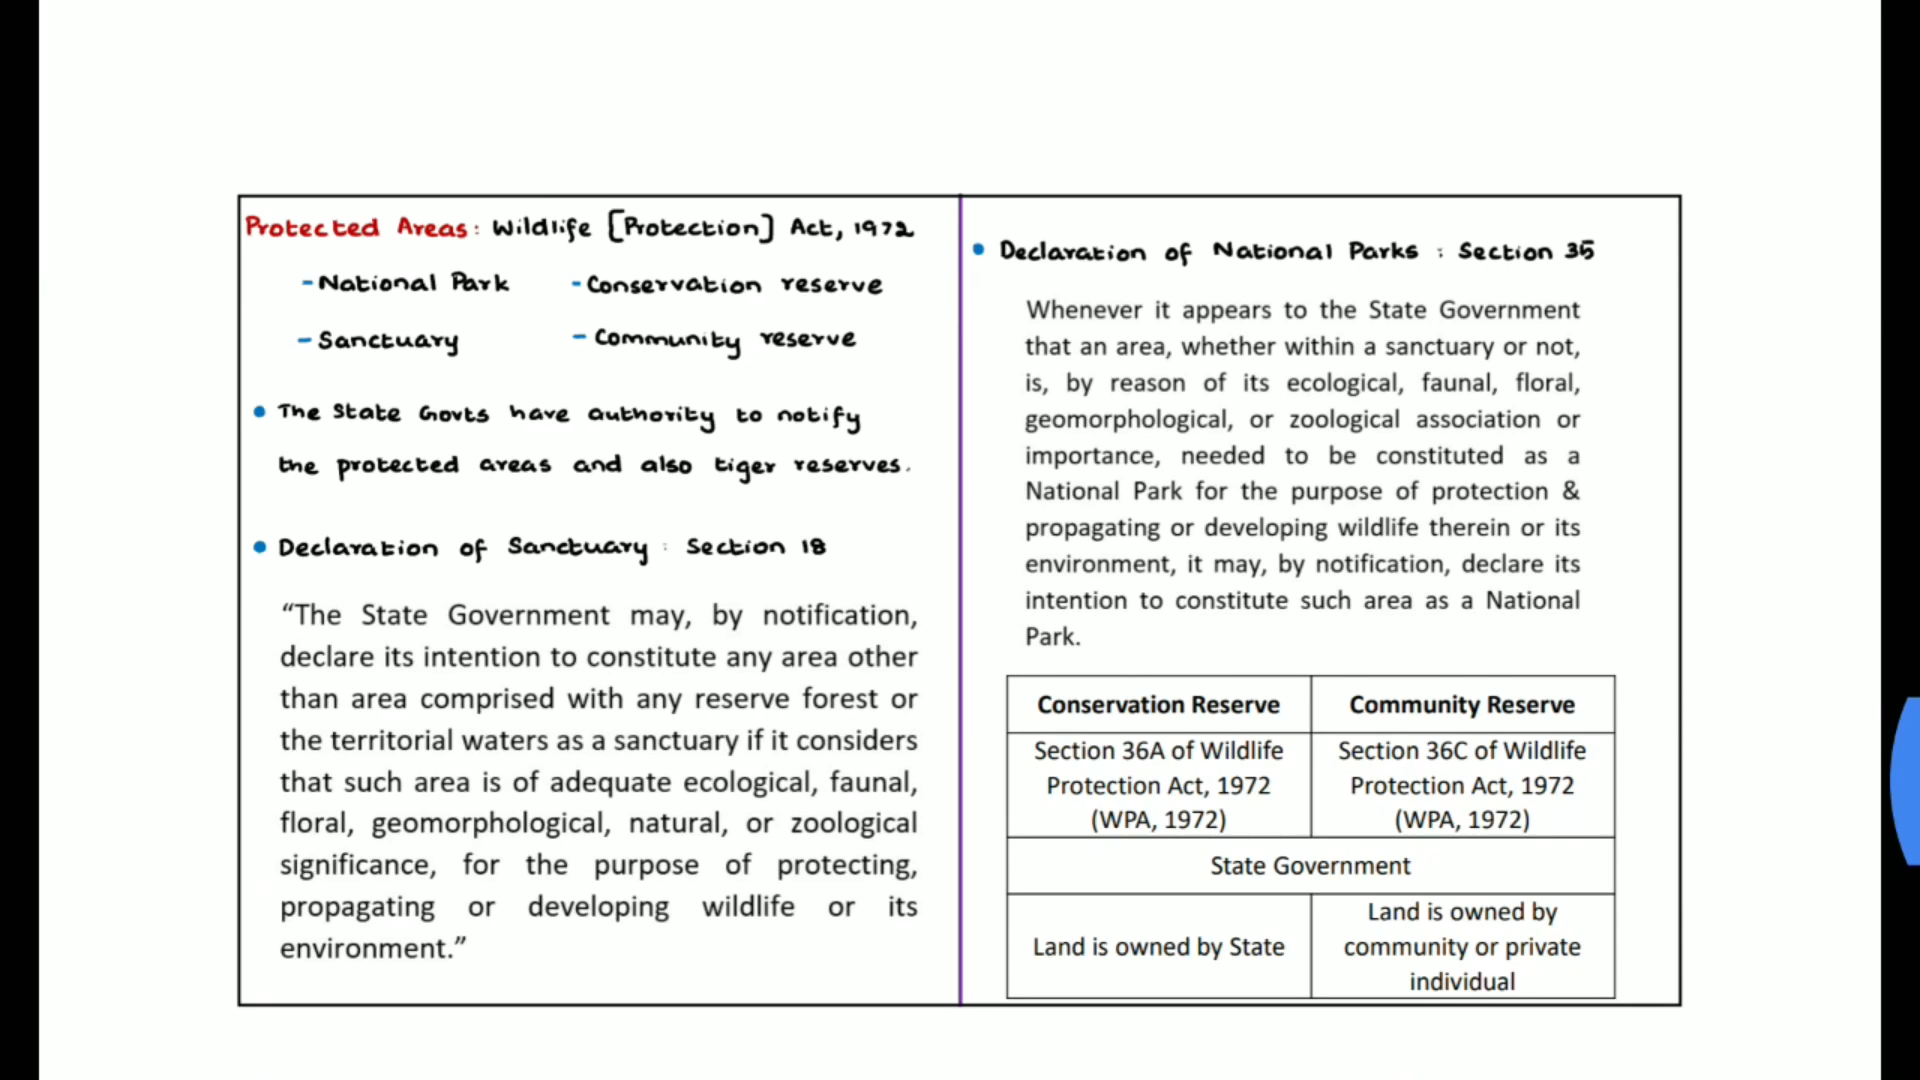 Protected Areas: Wildlife [Protection] Act, 1972
- National Park - Conservation reserve
- Sanctuary - Community reserve
• The State Govts have authority to notify
the protected areas and also tiger reserves.
• Declaration of Sanctuary : Section 18
“The State Government may, by notification,
declare its intention to constitute any area other
than area comprised with any reserve forest or
the territorial waters as a sanctuary if it considers
that such area is of adequate ecological, faunal,
floral, geomorphological, natural, or zoological
significance, for the purpose of protecting,
propagating or developing wildlife or its
environment.”
• Declaration of National Parks : Section 35
Whenever it appears to the State Government
that an area, whether within a sanctuary or not,
is, by reason of its ecological, faunal, floral,
geomorphological, or zoological association or
importance, needed to be constituted as a
National Park for the purpose of protection &
propagating or developing wildlife therein or its
environment, it may, by notification, declare its
intention to constitute such area as a National
Park.
Conservation Reserve Community Reserve
Section 36A of Wildlife Section 36C of Wildlife
Protection Act, 1972 Protection Act, 1972
(WPA, 1972) (WPA, 1972)
State Government
Land is owned by State
Land is owned by
community or private
individual